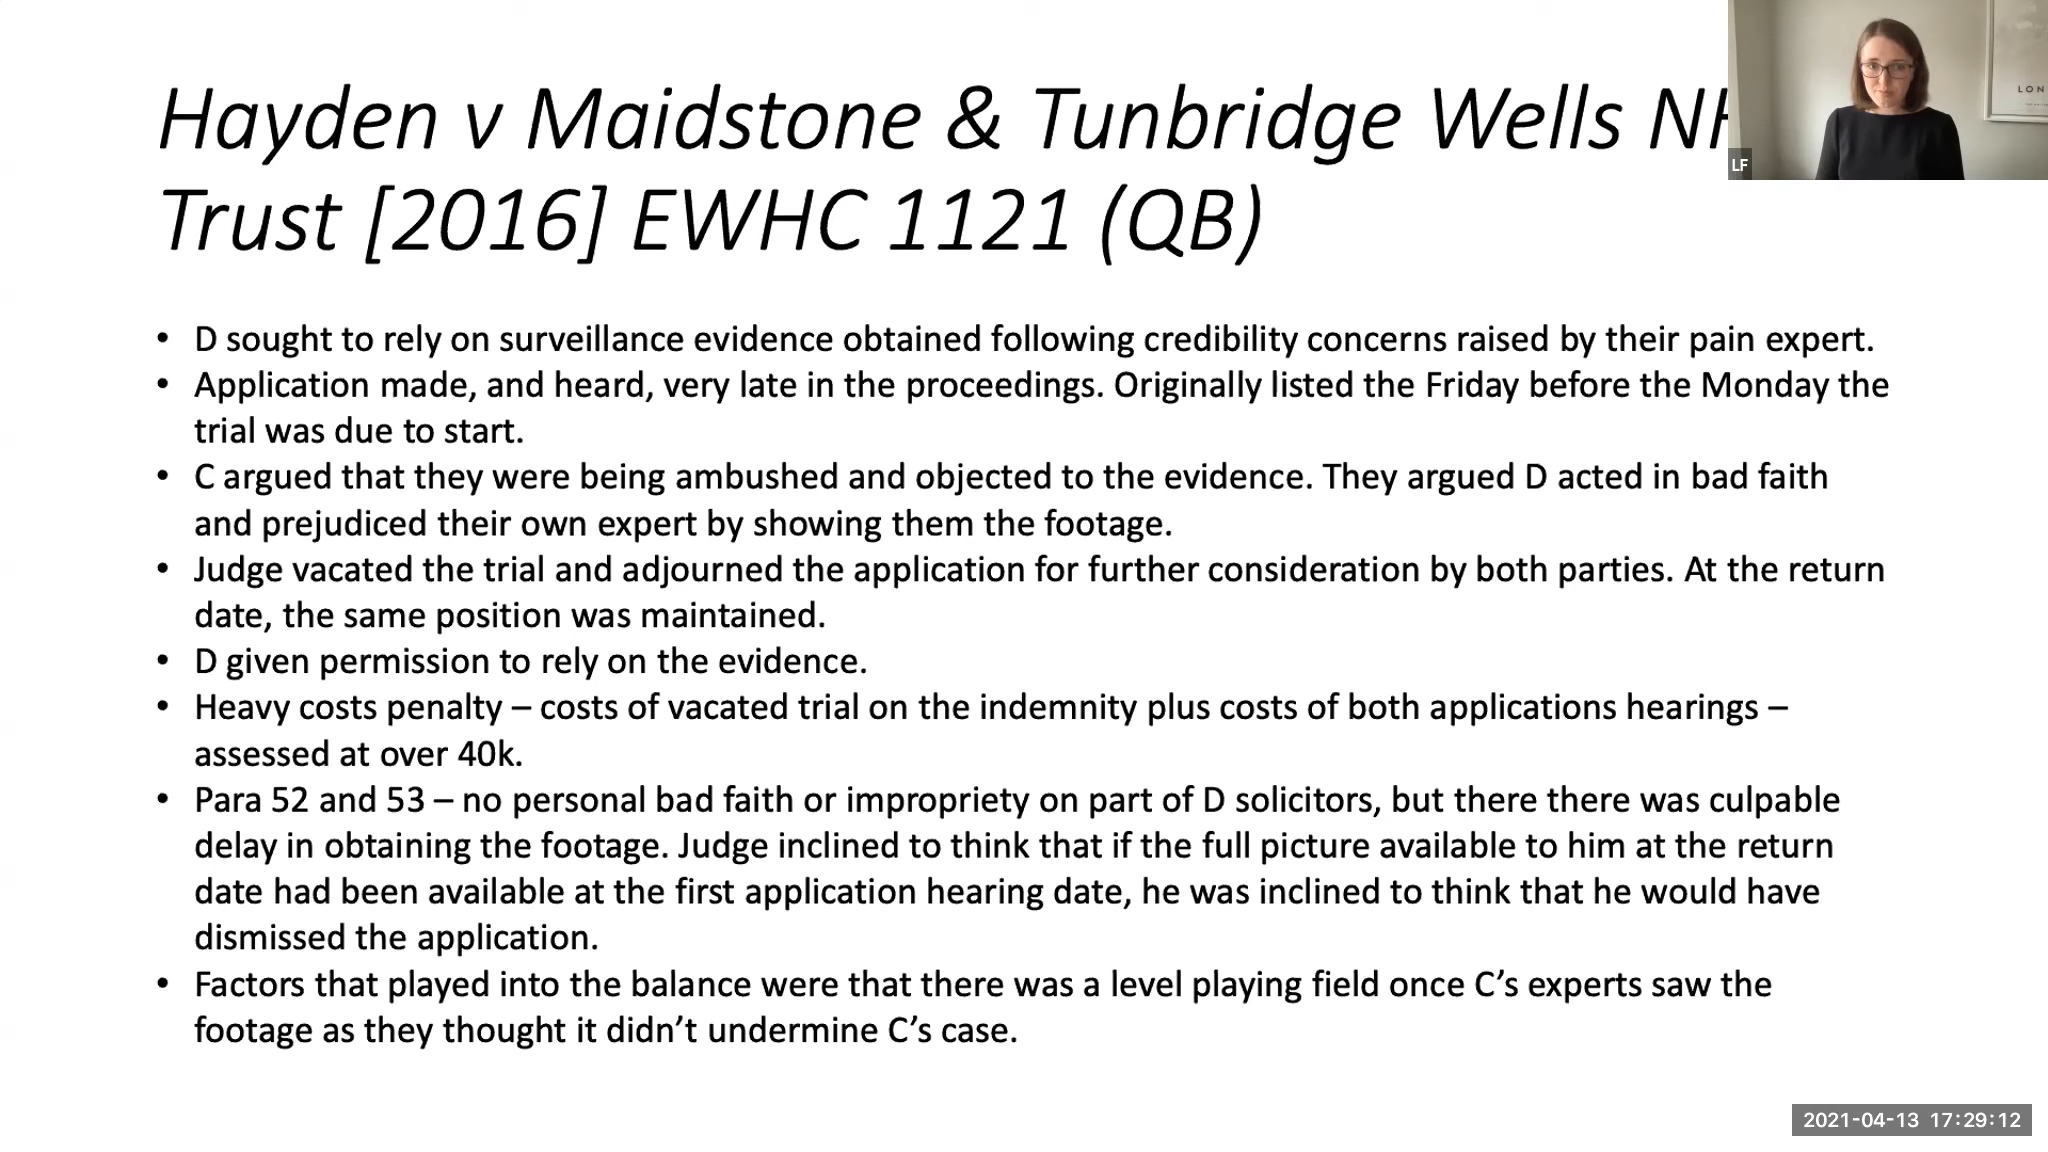 Hayden v Maidstone & Tunbridge Wells
Trust [2016] EWHC 1121 (QB)
LON
LF
• D sought to rely on surveillance evidence obtained following credibility concerns raised by their pain expert.
• Application made, and heard, very late in the proceedings. Originally listed the Friday before the Monday the
trial was due to start.
• C argued that they were being ambushed and objected to the evidence. They argued D acted in bad faith
and prejudiced their own expert by showing them the footage.
• Judge vacated the trial and adjourned the application for further consideration by both parties. At the return
date, the same position was maintained.
• D given permission to rely on the evidence.
• Heavy costs penalty – costs of vacated trial on the indemnity plus costs of both applications hearings –
assessed at over 40k.
• Para 52 and 53 – no personal bad faith or impropriety on part of D solicitors, but there there was culpable
delay in obtaining the footage. Judge inclined to think that if the full picture available to him at the return
date had been available at the first application hearing date, he was inclined to think that he would have
dismissed the application.
• Factors that played into the balance were that there was a level playing field once C’s experts saw the
footage as they thought it didn’t undermine C’s case.
2021-04-13 17:29:12